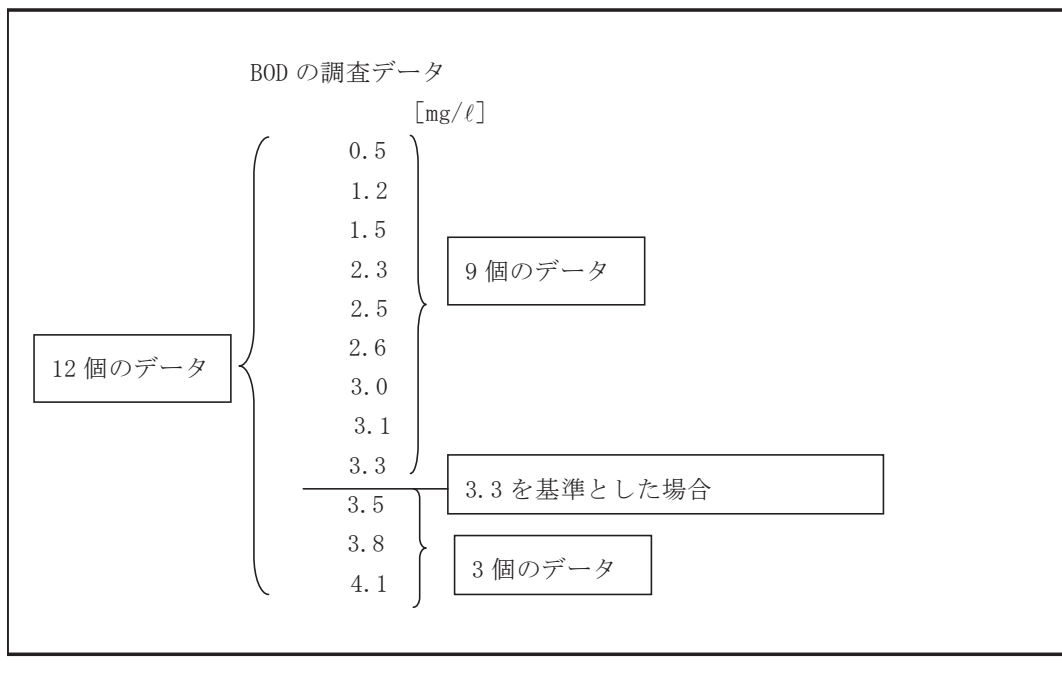 BOD の調査データ
[mg/ℓ]
0.5
1.2
1.5
2.3
9 個のデータ
2.5
2.6
12 個のデータ
3.0
3.1
3.3
3.3 を基準とした場合
3.5
3.8
3 個のデータ
4.1